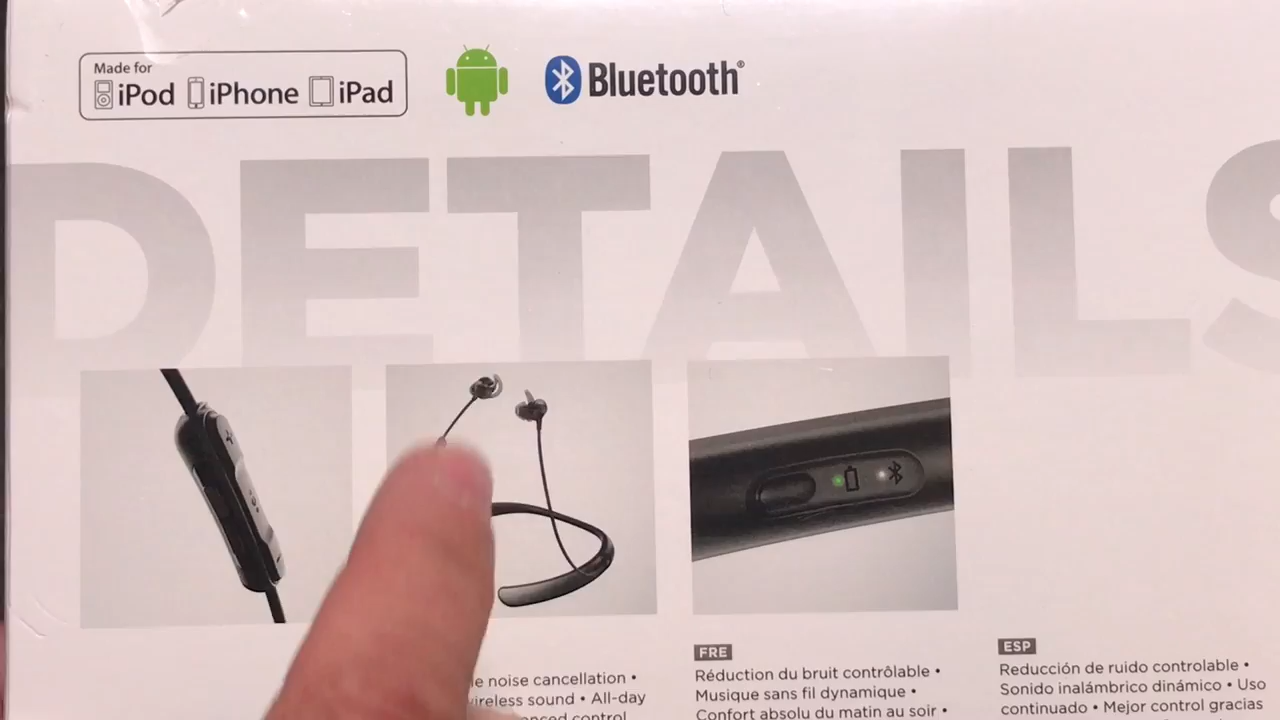 Made for
iPod iPhone iPad
Bluetooth®
DETAILS
noise cancellation •
wireless sound • All-day
control
FRE
Réduction du bruit contrôlable •
Musique sans fil dynamique •
Confort absolu du matin au soir •
ESP
Reducción de ruido controlable •
Sonido inalámbrico dinámico • Uso
continuado • Mejor control gracias